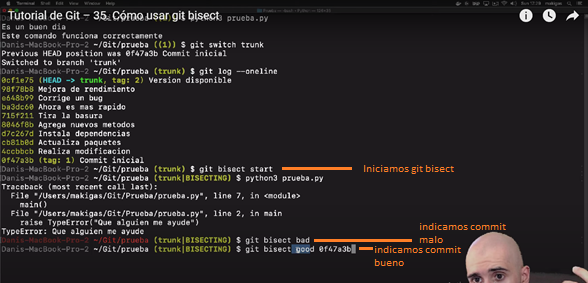 Tutorial de Git – 35. Cómo usar git bisect
prueba.py
Es un buen dia
Este comando funciona correctamente
Danis-MacBook-Pro-2 ~/Git/prueba ((1)) $ git switch trunk
Previous HEAD position was 0f47a3b Commit inicial
Switched to branch 'trunk'
Danis-MacBook-Pro-2 ~/Git/prueba (trunk) $ git log --oneline
0cf1e75 (HEAD -> trunk, tag: 2) Version disponible
98f78b8 Mejora de rendimiento
e648b99 Corrige un bug
ba3dc60 Ahora es mas rapido
715f211 Tira la basura
8046f8b Agrega nuevos metodos
d7c267d Instala dependencias
cb81b0d Actualiza paquetes
4ccbbcb Realiza modificacion
0f47a3b (tag: 1) Commit inicial
Danis-MacBook-Pro-2 ~/Git/prueba (trunk) $ git bisect start Iniciamos git bisect
Danis-MacBook-Pro-2 ~/Git/prueba (trunk|BISECTING) $ python3 prueba.py
Traceback (most recent call last):
File "/Users/makigas/Git/Prueba/prueba.py", line 7, in <module>
main()
File "/Users/makigas/Git/Prueba/prueba.py", line 2, in main
raise TypeError("Que alguien me ayude")
TypeError: Que alguien me ayude
Danis-MacBook-Pro-2 ~/Git/prueba (trunk|BISECTING) $ git bisect bad
indicamos commit
malo
Danis-MacBook-Pro-2 ~/Git/prueba (trunk|BISECTING) $ git bisect good 0f47a3b
indicamos commit
bueno